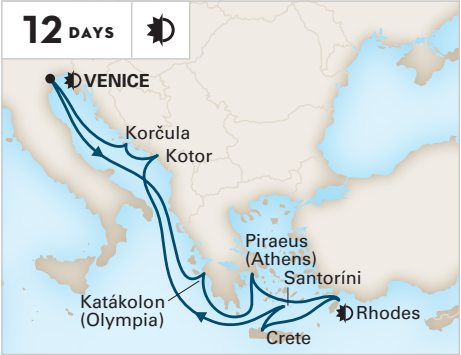 12 DAYS
VENICE
Korčula
Kotor
Piraeus
(Athens)
Santoríni
Katákolon
(Olympia)
Rhodes
Crete